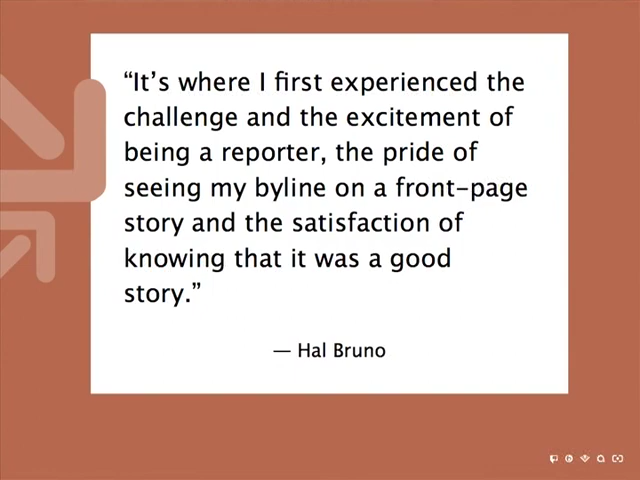 “It’s where I first experienced the
challenge and the excitement of
being a reporter, the pride of
seeing my byline on a front-page
story and the satisfaction of
knowing that it was a good
story.”
— Hal Bruno